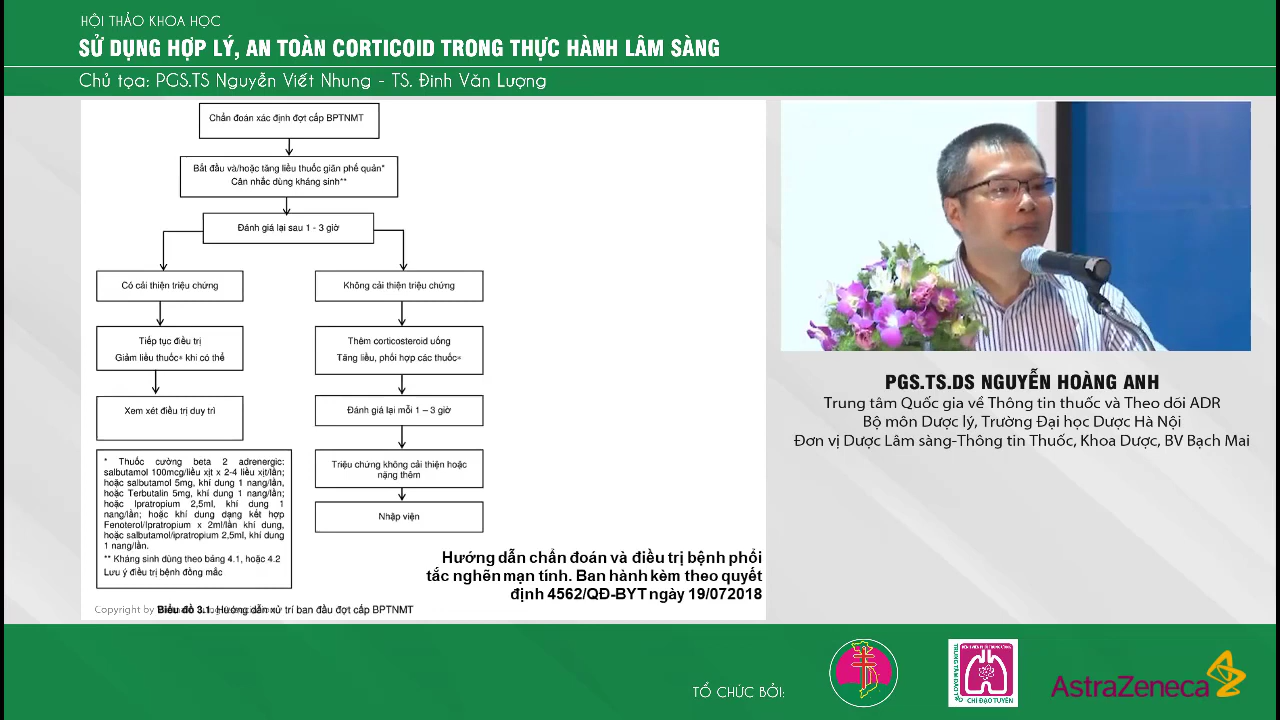 HỘI THẢO KHOA HỌC
SỬ DỤNG HỢP LÝ, AN TOÀN CORTICOID TRONG THỰC HÀNH LÂM SÀNG
Chủ tọa: PGS.TS Nguyễn Viết Nhung - TS. Đinh Văn Lượng
Chẩn đoán xác định đợt cấp BPTNMT
Bắt đầu và/hoặc tăng liều thuốc giãn phế quản*
Cân nhắc dùng kháng sinh**
Đánh giá lại sau 1 - 3 giờ
Có cải thiện triệu chứng
Không cải thiện triệu chứng
Tiếp tục điều trị
Giảm liều thuốc* khi có thể
Thêm corticosteroid uống
Tăng liều, phối hợp các thuốc*
Xem xét điều trị duy trì
Đánh giá lại mỗi 1 – 3 giờ
Triệu chứng không cải thiện hoặc
nặng thêm
Nhập viện
* Thuốc cường beta 2 adrenergic:
salbutamol 100mcg/liều xịt x 2-4 liều xịt/lần;
hoặc salbutamol 5mg, khí dung 1 nang/lần,
hoặc Terbutalin 5mg, khí dung 1 nang/lần;
hoặc Ipratropium 2,5ml, khí dung 1
nang/lần; hoặc khí dung dạng kết hợp
Fenoterol/Ipratropium x 2ml/lần khí dung,
hoặc salbutamol/ipratropium 2,5ml, khí dung
1 nang/lần.
** Kháng sinh dùng theo bảng 4.1, hoặc 4.2
Lưu ý điều trị bệnh đồng mắc
Hướng dẫn chẩn đoán và điều trị bệnh phổi
tắc nghẽn mạn tính. Ban hành kèm theo quyết
định 4562/QĐ-BYT ngày 19/072018
Copyright by
Biểu đồ 3.1. Hướng dẫn xử trí ban đầu đợt cấp BPTNMT
PGS.TS.DS NGUYỄN HOÀNG ANH
Trung tâm Quốc gia về Thông tin thuốc và Theo dõi ADR
Bộ môn Dược lý, Trường Đại học Dược Hà Nội
Đơn vị Dược Lâm sàng-Thông tin Thuốc, Khoa Dược, BV Bạch Mai
TỔ CHỨC BỞI:
CHỈ ĐẠO TUYẾN
AstraZeneca